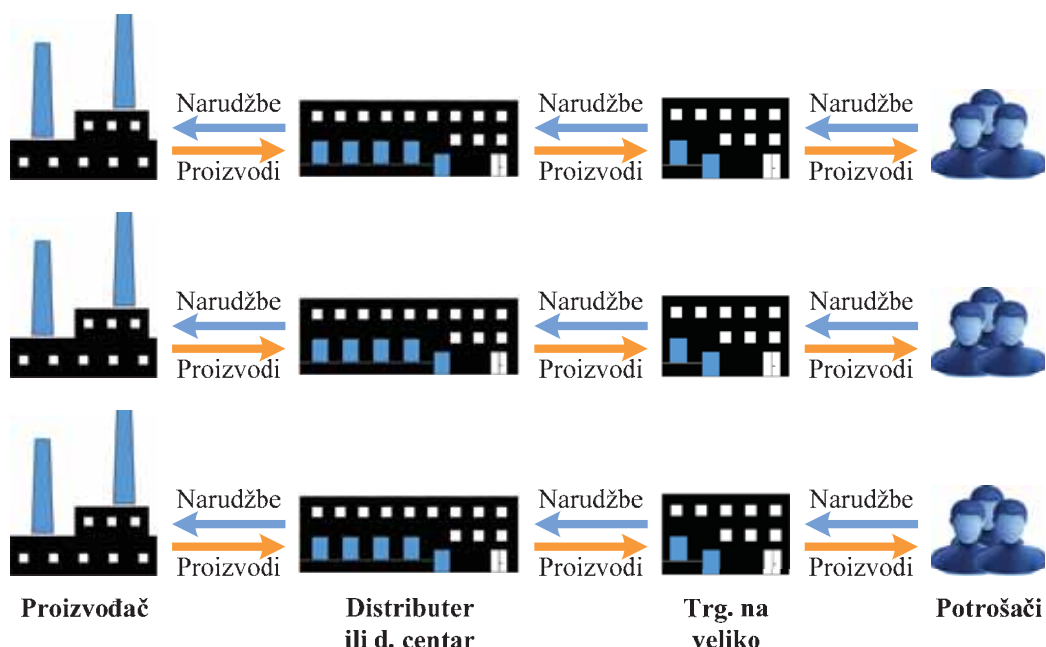 Narudžbe Narudžbe Narudžbe
Proizvodi Proizvodi Proizvodi
Narudžbe Narudžbe Narudžbe
Proizvodi Proizvodi Proizvodi
Narudžbe Narudžbe Narudžbe
Proizvodi Proizvodi Proizvodi
Proizvođač
Distributer
ili d. centar
Trg. na
veliko
Potrošači